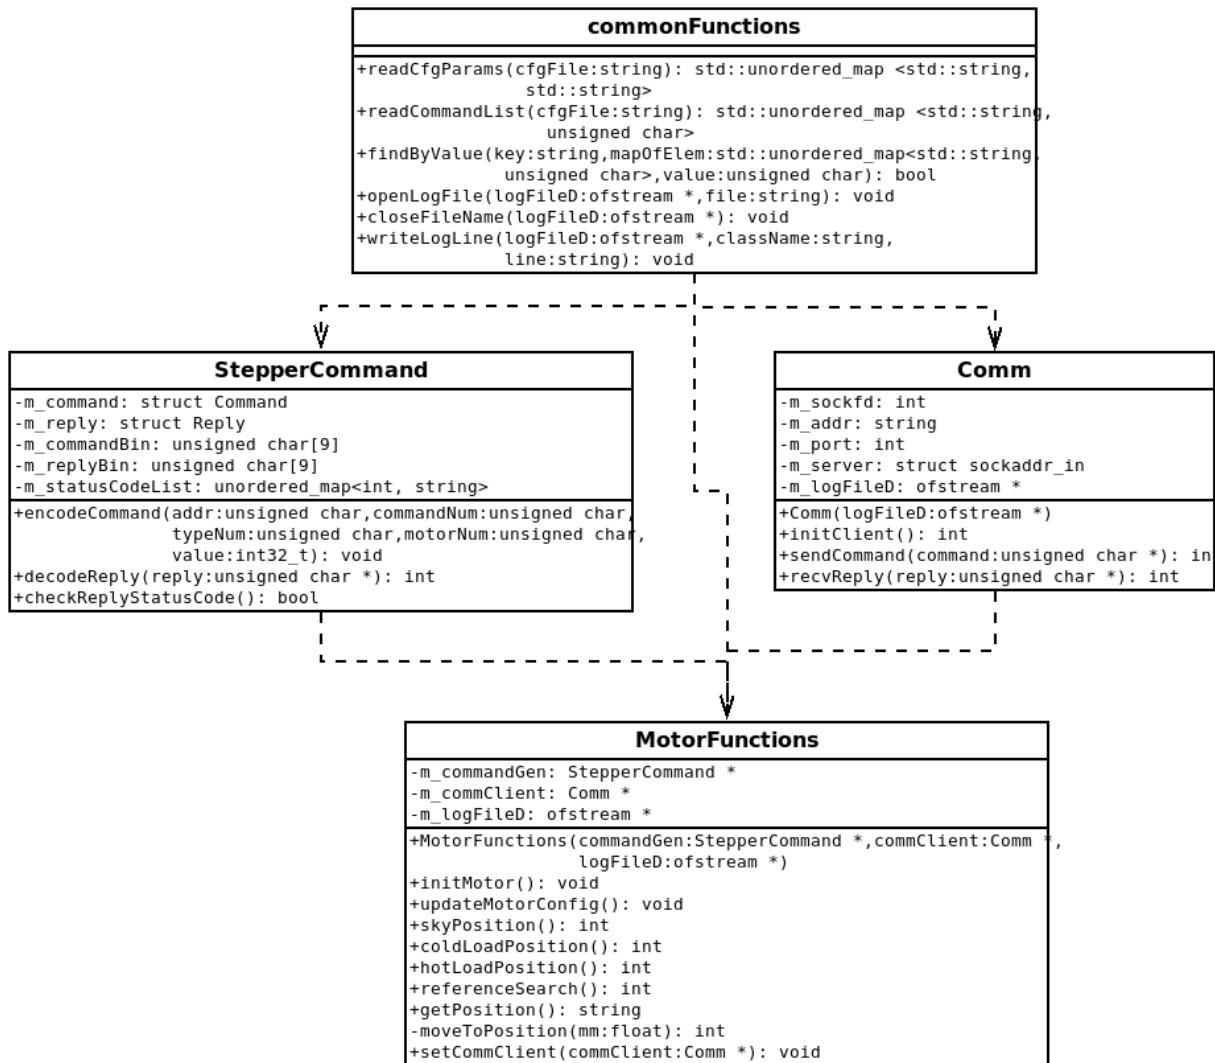 commonFunctions
+readCfgParams(cfgFile:string): std::unordered_map <std::string,
std::string>
+readCommandList(cfgFile:string): std::unordered_map <std::string,
unsigned char>
+findByValue(key:string,mapOfElem:std::unordered_map<std::string,
unsigned char>,value:unsigned char): bool
+openLogFile(logFileD:ofstream *,file:string): void
+closeFileName(logFileD:ofstream *): void
+writeLogLine(logFileD:ofstream *,className:string,
line:string): void
StepperCommand
-m_command: struct Command
-m_reply: struct Reply
-m_commandBin: unsigned char[9]
-m_replyBin: unsigned char[9]
-m_statusCodeList: unordered_map<int, string>
+encodeCommand(addr:unsigned char,commandNum:unsigned char,
typeNum:unsigned char,motorNum:unsigned char,
value:int32_t): void
+decodeReply(reply:unsigned char *): int
+checkReplyStatusCode(): bool
Comm
-m_sockfd: int
-m_addr: string
-m_port: int
-m_server: struct sockaddr_in
-m_logFileD: ofstream *
+Comm(logFileD:ofstream *)
+initClient(): int
+sendCommand(command:unsigned char *): in
+recvReply(reply:unsigned char *): int
MotorFunctions
-m_commandGen: StepperCommand *
-m_commClient: Comm *
-m_logFileD: ofstream *
+MotorFunctions(commandGen:StepperCommand *,commClient:Comm *,
logFileD:ofstream *)
+initMotor(): void
+updateMotorConfig(): void
+skyPosition(): int
+coldLoadPosition(): int
+hotLoadPosition(): int
+referenceSearch(): int
+getPosition(): string
-moveToPosition(mm:float): int
+setCommClient(commClient:Comm *): void